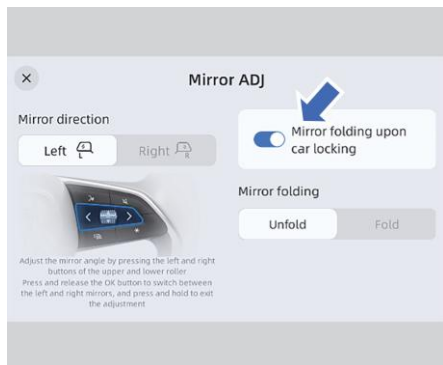 Mirror ADJ
Mirror direction
Left L
Right R
Adjust the mirror angle by pressing the left and right
buttons of the upper and lower roller
Press and release the OK button to switch between
the left and right mirrors, and press and hold to exit
the adjustment
Mirror folding upon
car locking
Mirror folding
Unfold
Fold